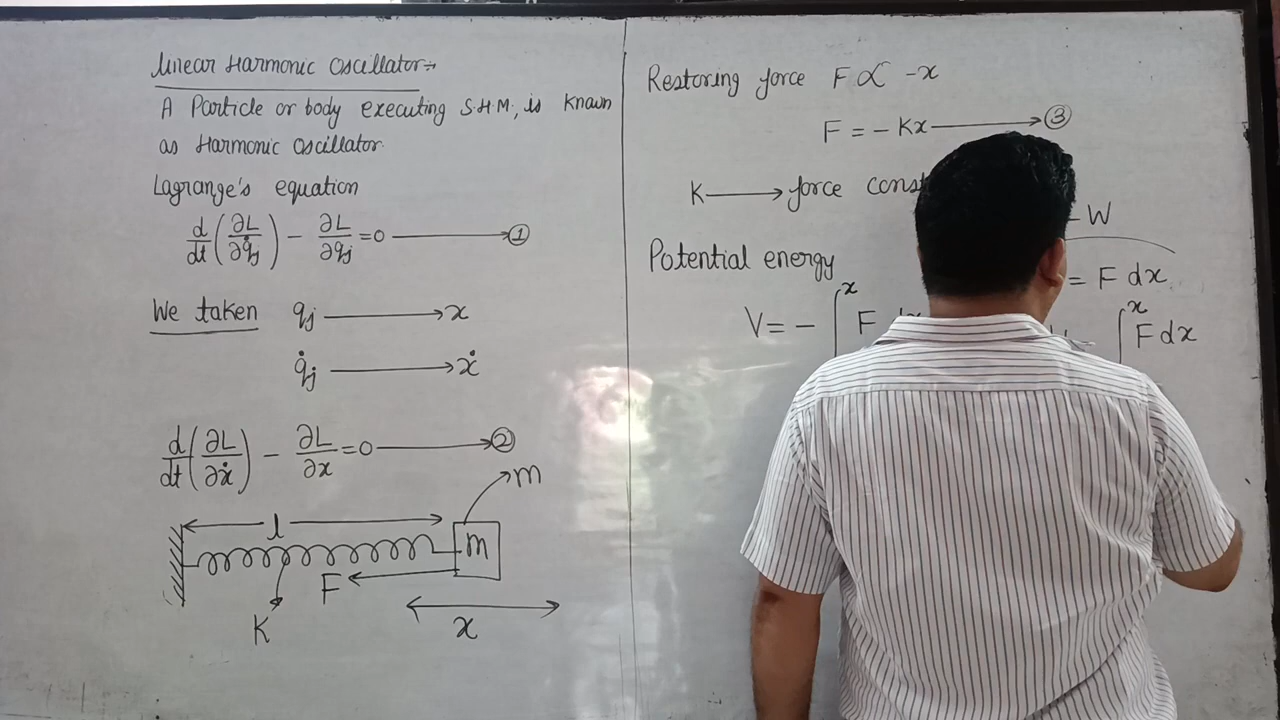 Linear Harmonic Oscillator:-
A Particle or body executing S.H.M., is known
as Harmonic Oscillator.
Lagrange's equation
d/dt (∂L/∂q̇j) - ∂L/∂qj = 0 ⟶ ①
We taken qj ⟶ x
q̇j ⟶ ẋ
d/dt (∂L/∂ẋ) - ∂L/∂x = 0 ⟶ ②
m
l
m
F
K
x
Restoring force F ∝ -x
F = - Kx ⟶ ③
K ⟶ force
- W
Potential energy
= F dx
V = - ∫ x F
∫ x F dx